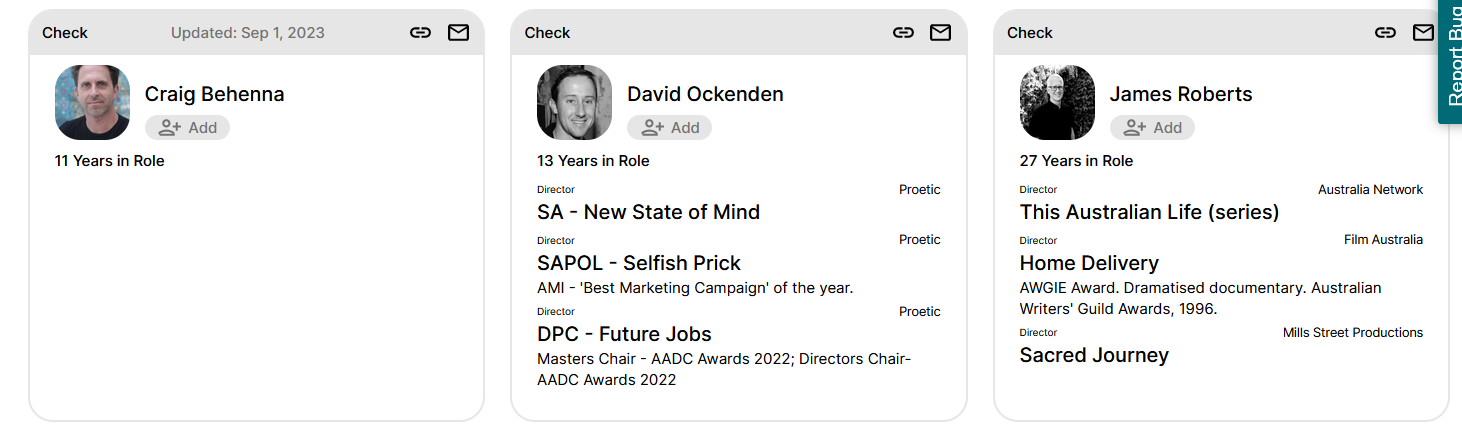 Check
Updated: Sep 1, 2023
Craig Behenna
Add
11 Years in Role
Check
David Ockenden
Add
13 Years in Role
Director
Proetic
SA - New State of Mind
Director
Proetic
SAPOL - Selfish Prick
AMI - 'Best Marketing Campaign' of the year.
Director
Proetic
DPC - Future Jobs
Masters Chair - AADC Awards 2022; Directors Chair-
AADC Awards 2022
Check
James Roberts
Add
27 Years in Role
Director
Australia Network
This Australian Life (series)
Director
Film Australia
Home Delivery
AWGIE Award. Dramatised documentary. Australian
Writers' Guild Awards, 1996.
Director
Mills Street Productions
Sacred Journey
Report Bug